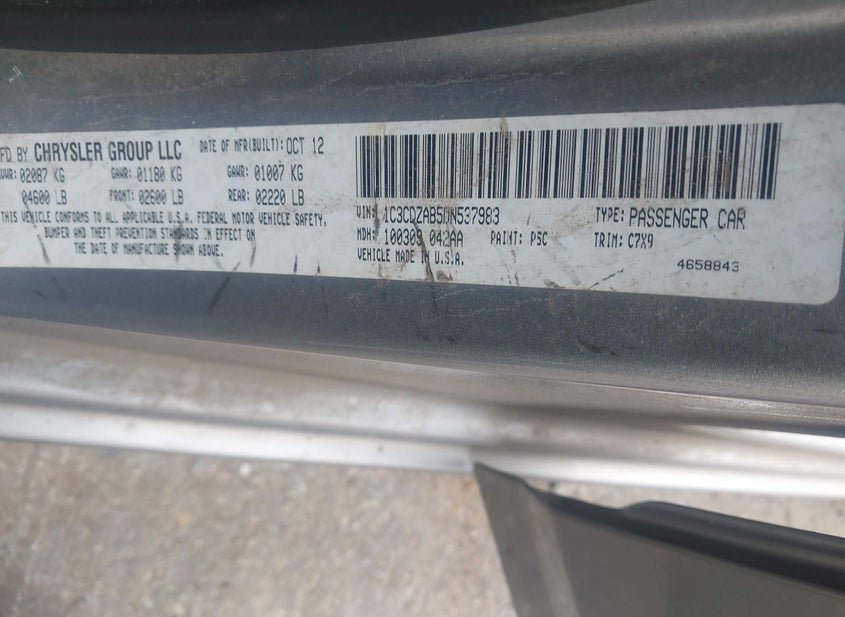 FD BY CHRYSLER GROUP LLC DATE OF MFR(BUILT): OCT 12
VWR: 02087 KG GAWR: 01180 KG GAWR: 01007 KG
04600 LB FRONT: 02600 LB REAR: 02220 LB
THIS VEHICLE CONFORMS TO ALL APPLICABLE U.S.A. FEDERAL MOTOR VEHICLE SAFETY,
BUMPER AND THEFT PREVENTION STANDARDS IN EFFECT ON
THE DATE OF MANUFACTURE SHOWN ABOVE.
VIN: 1C3CDZAB5DN537983 TYPE: PASSENGER CAR
MDH: 100309 042AA PAINT: PSC TRIM: C7X9
VEHICLE MADE IN U.S.A. 4658843